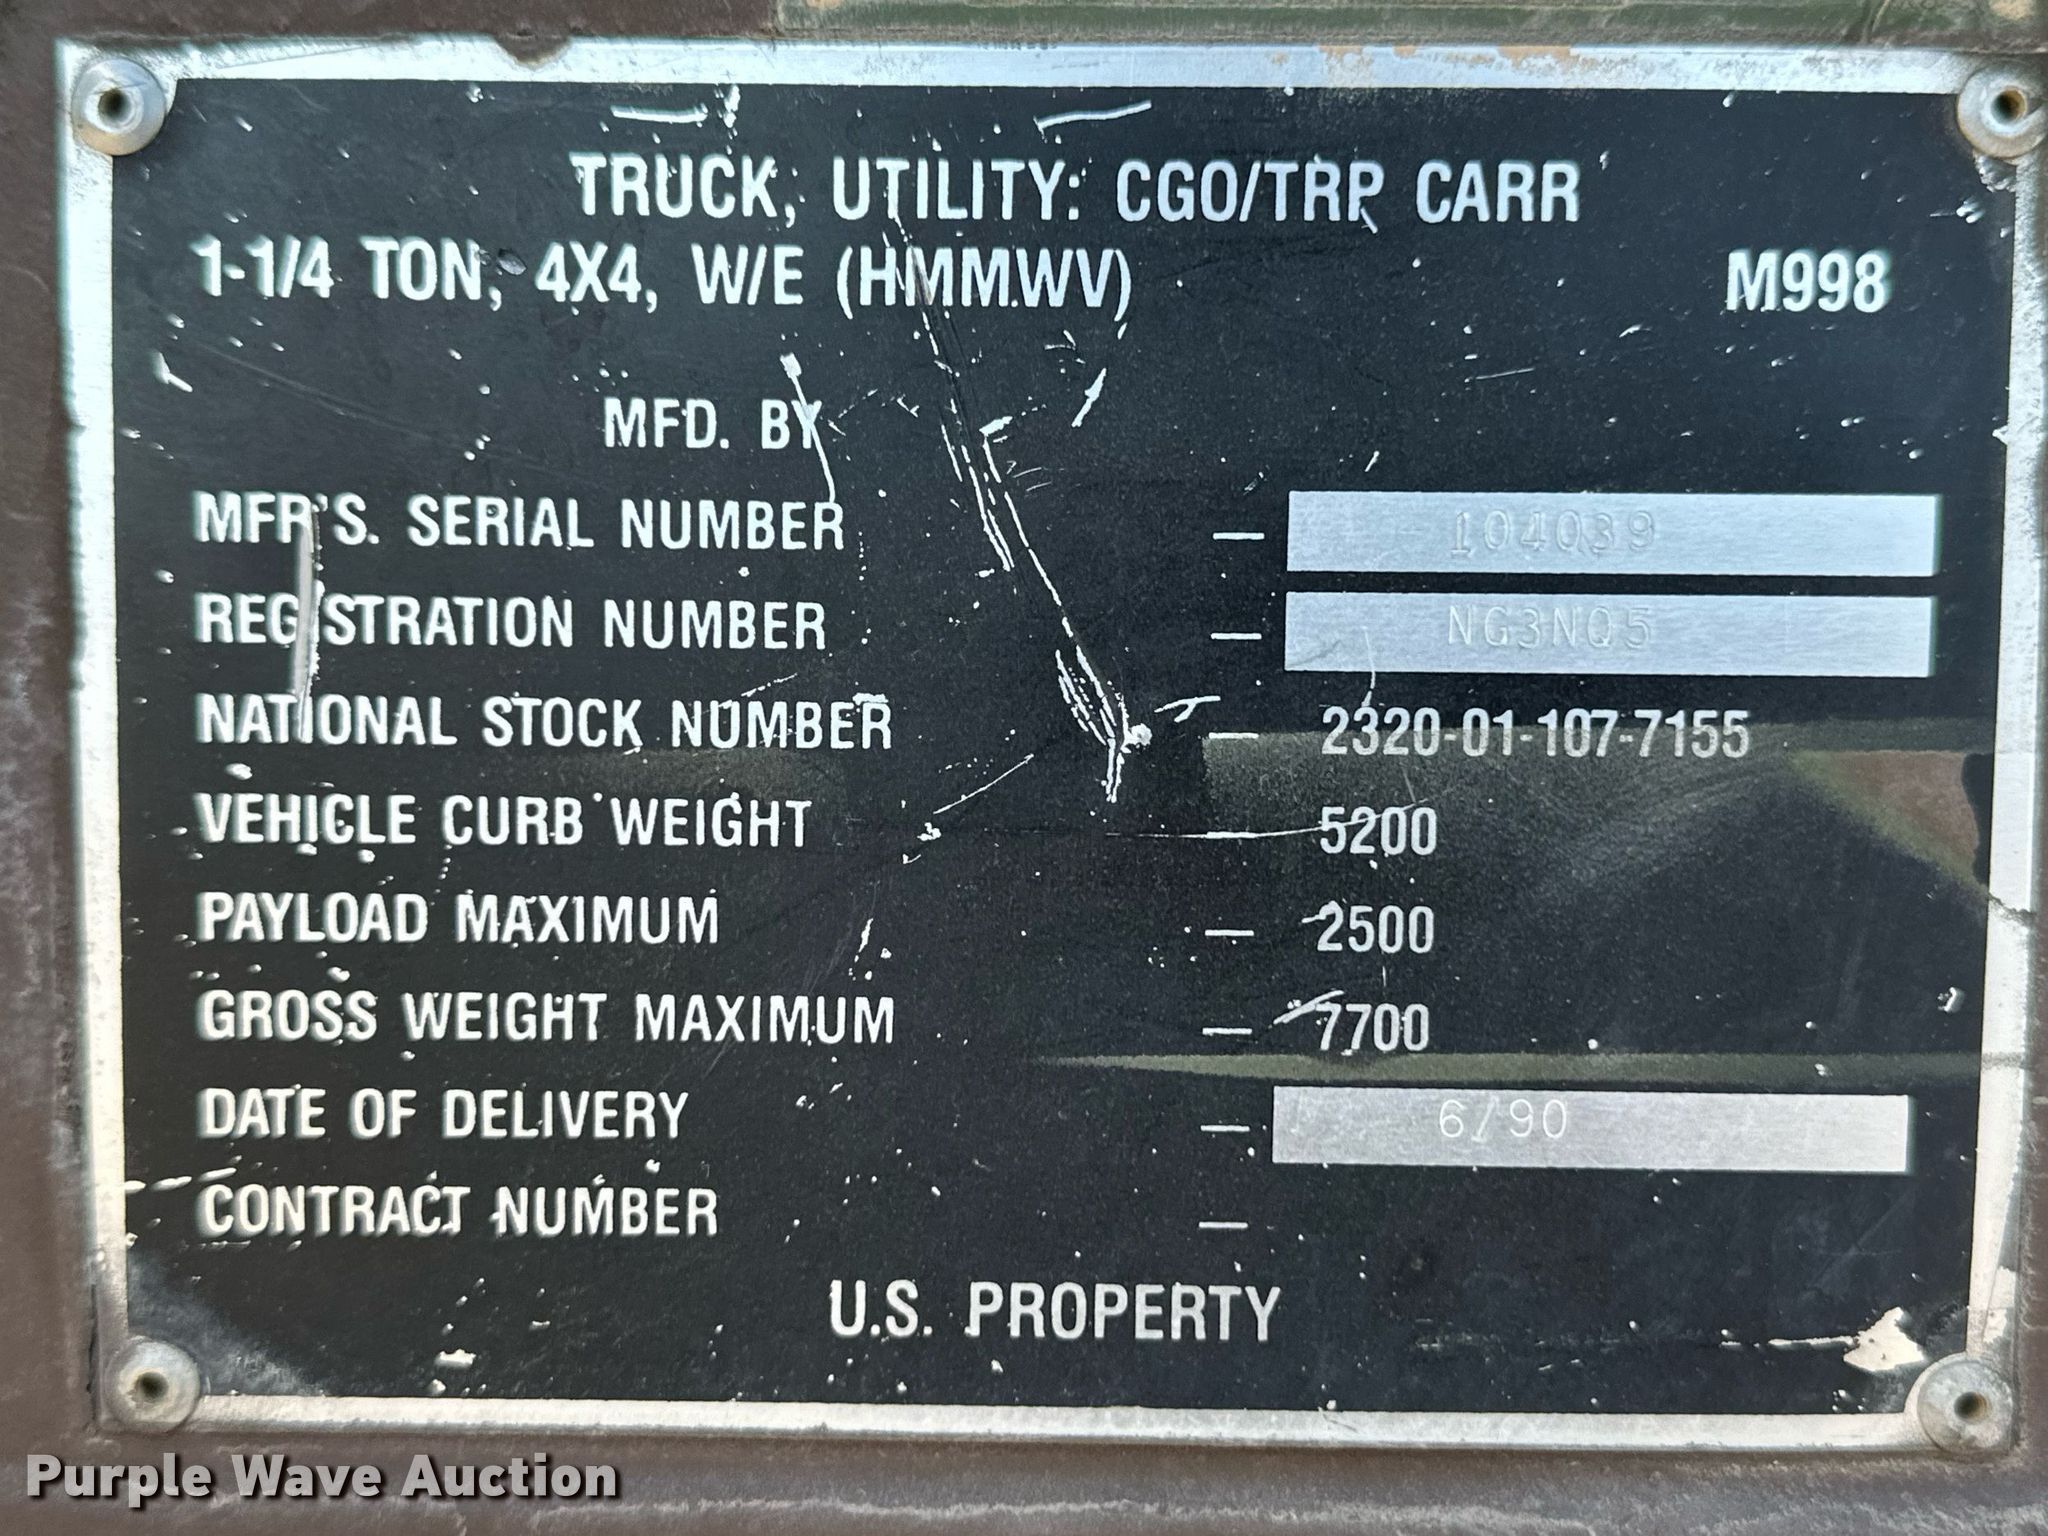 TRUCK, UTILITY: CGO/TRP CARR
1-1/4 TON, 4X4, W/E (HMMWV) M998
MFD. BY
MFR'S. SERIAL NUMBER — 104039
REGISTRATION NUMBER — NG3NQ5
NATIONAL STOCK NUMBER — 2320-01-107-7155
VEHICLE CURB WEIGHT — 5200
PAYLOAD MAXIMUM — 2500
GROSS WEIGHT MAXIMUM — 7700
DATE OF DELIVERY — 6/90
CONTRACT NUMBER —
U.S. PROPERTY
Purple Wave Auction